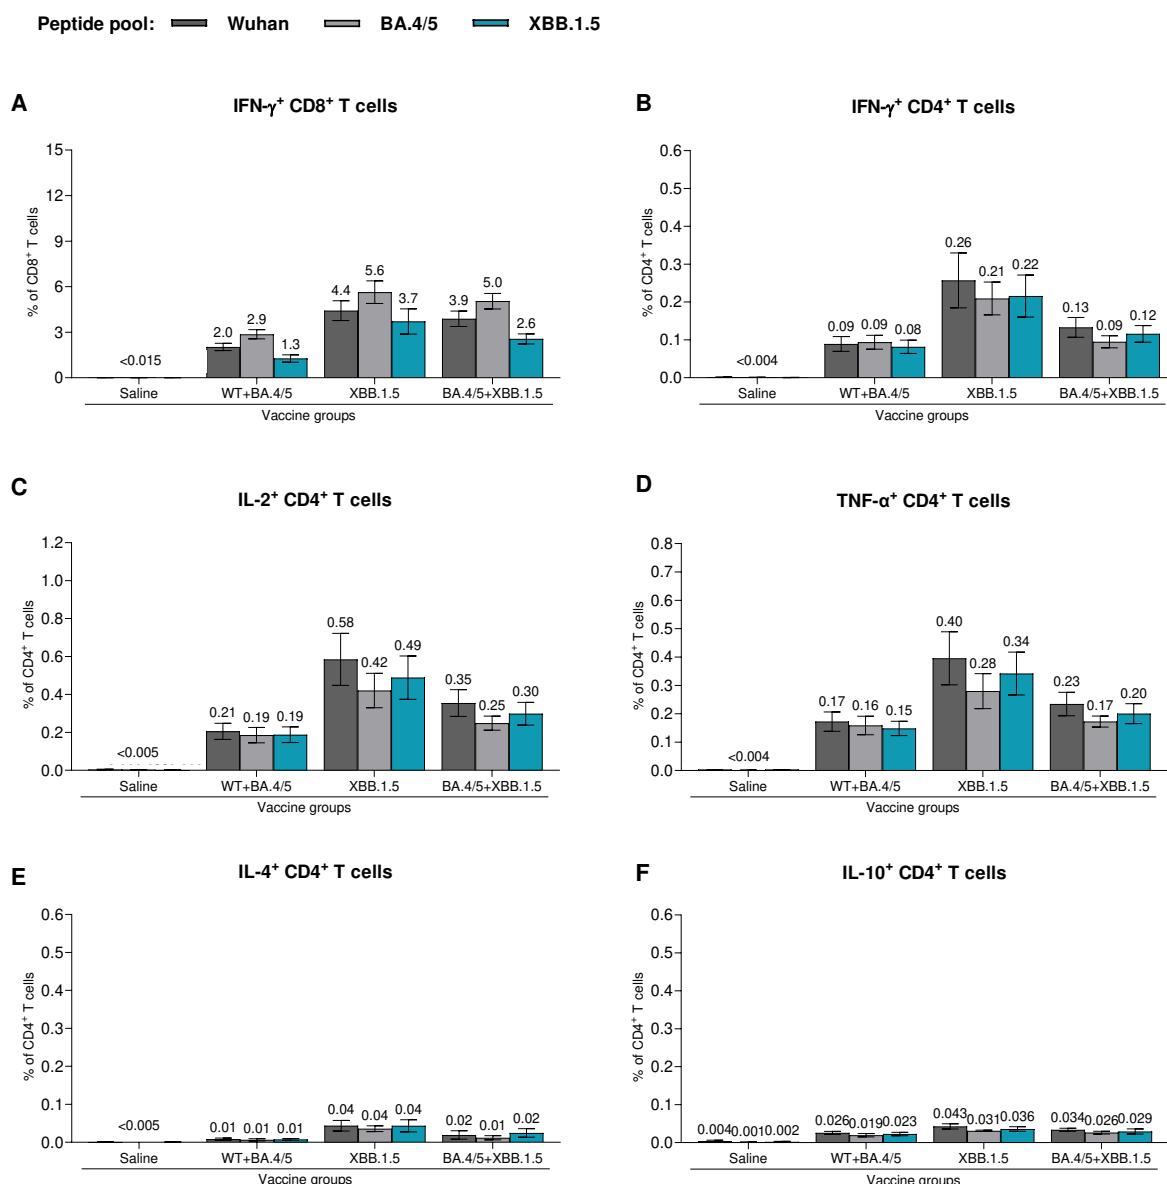 Peptide pool: Wuhan BA.4/5 XBB.1.5
A
IFN-γ⁺ CD8⁺ T cells
% of CD8⁺ T cells
15
12
9
6
3
0
<0.015
2.0 2.9 1.3
4.4 5.6 3.7
3.9 5.0 2.6
Saline WT+BA.4/5 XBB.1.5 BA.4/5+XBB.1.5
Vaccine groups
B
IFN-γ⁺ CD4⁺ T cells
% of CD4⁺ T cells
0.6
0.5
0.4
0.3
0.2
0.1
0.0
<0.004
0.09 0.09 0.08
0.26 0.21 0.22
0.13 0.09 0.12
Saline WT+BA.4/5 XBB.1.5 BA.4/5+XBB.1.5
Vaccine groups
C
IL-2⁺ CD4⁺ T cells
% of CD4⁺ T cells
1.2
1.0
0.8
0.6
0.4
0.2
0.0
<0.005
0.21 0.19 0.19
0.58 0.42 0.49
0.35 0.25 0.30
Saline WT+BA.4/5 XBB.1.5 BA.4/5+XBB.1.5
Vaccine groups
D
TNF-α⁺ CD4⁺ T cells
% of CD4⁺ T cells
0.8
0.7
0.6
0.5
0.4
0.3
0.2
0.1
0.0
<0.004
0.17 0.16 0.15
0.40 0.28 0.34
0.23 0.17 0.20
Saline WT+BA.4/5 XBB.1.5 BA.4/5+XBB.1.5
Vaccine groups
E
IL-4⁺ CD4⁺ T cells
% of CD4⁺ T cells
0.6
0.5
0.4
0.3
0.2
0.1
0.0
<0.005
0.01 0.01 0.01
0.04 0.04 0.04
0.02 0.01 0.02
Saline WT+BA.4/5 XBB.1.5 BA.4/5+XBB.1.5
Vaccine groups
F
IL-10⁺ CD4⁺ T cells
% of CD4⁺ T cells
0.6
0.5
0.4
0.3
0.2
0.1
0.0
0.004 0.001 0.002
0.026 0.019 0.023
0.043 0.031 0.036
0.034 0.026 0.029
Saline WT+BA.4/5 XBB.1.5 BA.4/5+XBB.1.5
Vaccine groups